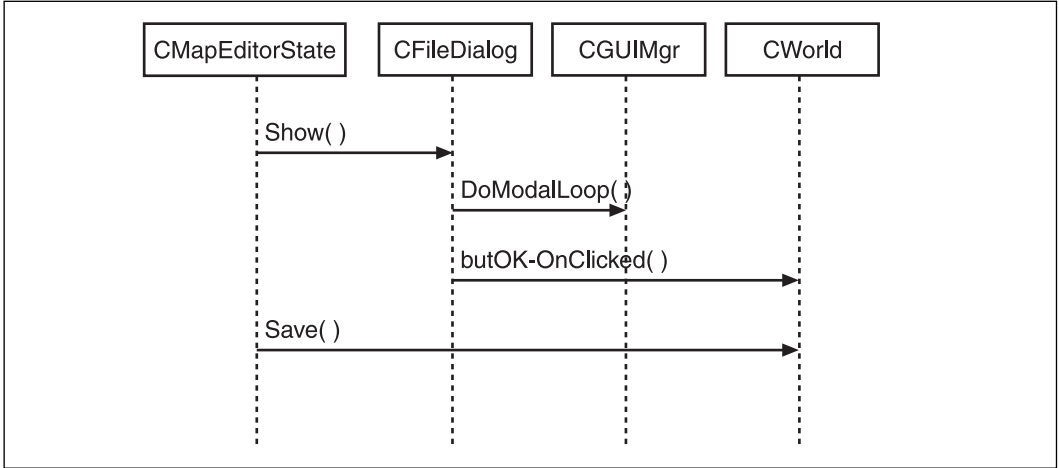 CMapEditorState CFileDialog CGUIMgr CWorld
Show( )
DoModalLoop( )
butOK-OnClicked( )
Save( )